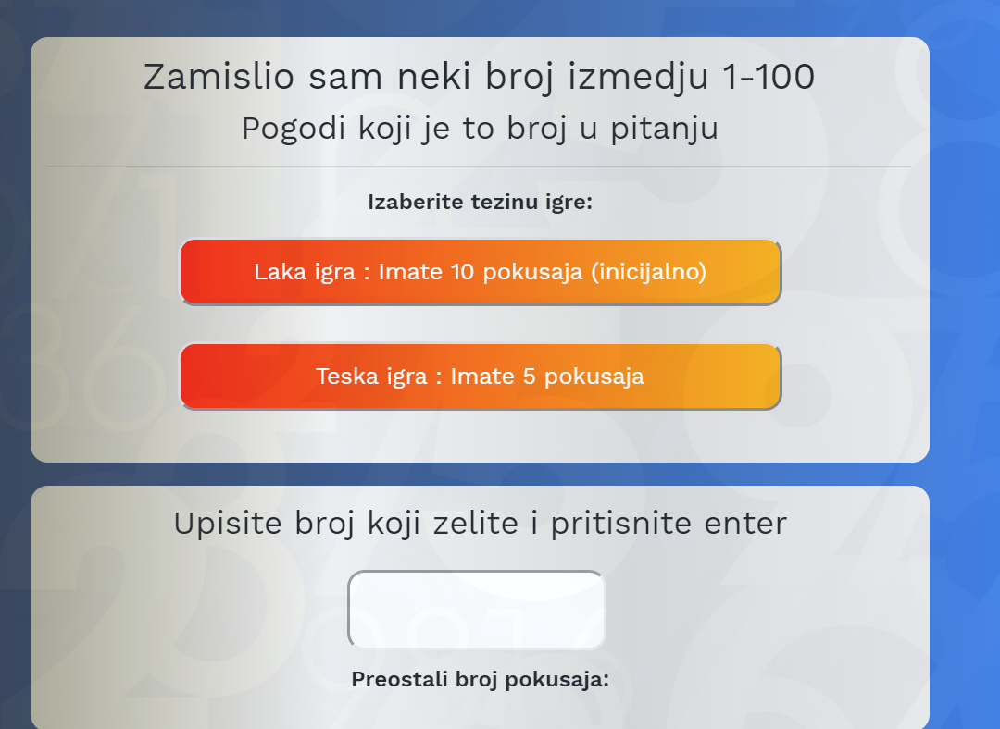 Zamislio sam neki broj izmedju 1-100
Pogodi koji je to broj u pitanju
Izaberite tezinu igre:
Laka igra : Imate 10 pokusaja (inicijalno)
Teska igra : Imate 5 pokusaja
Upisite broj koji zelite i pritisnite enter
Preostali broj pokusaja: